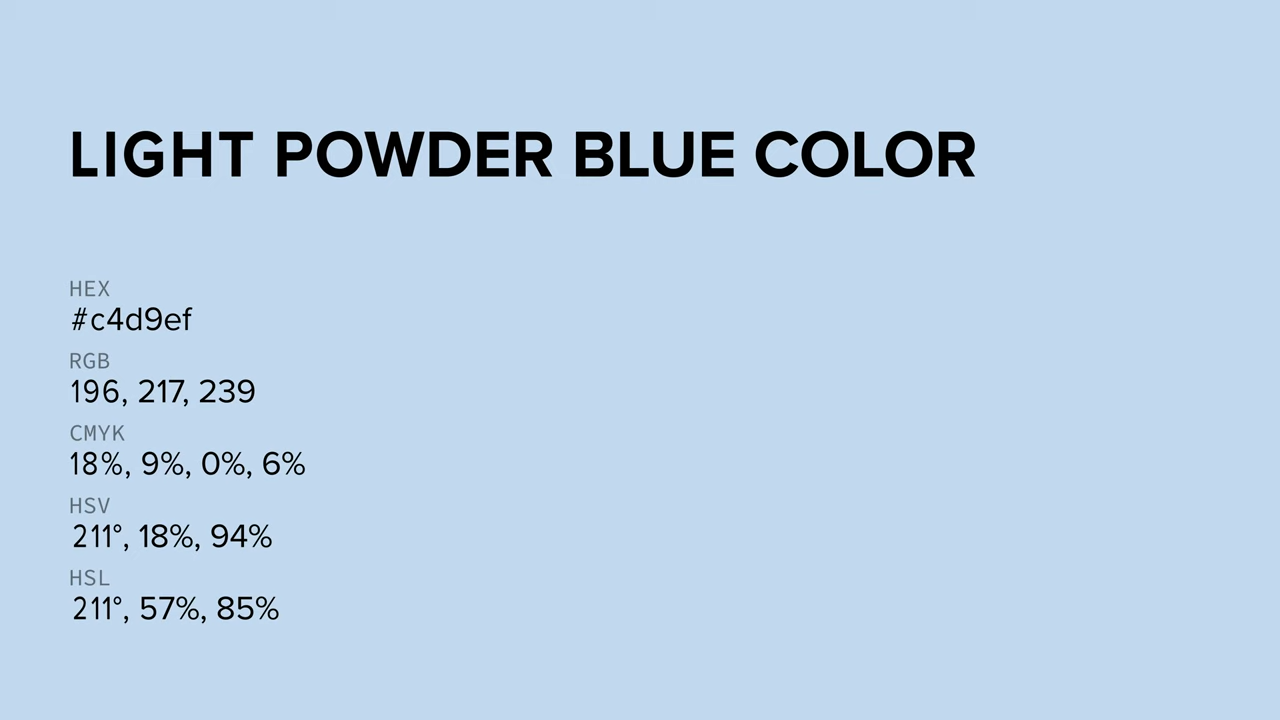 LIGHT POWDER BLUE COLOR
HEX
#c4d9ef
RGB
196, 217, 239
CMYK
18%, 9%, 0%, 6%
HSV
211°, 18%, 94%
HSL
211°, 57%, 85%